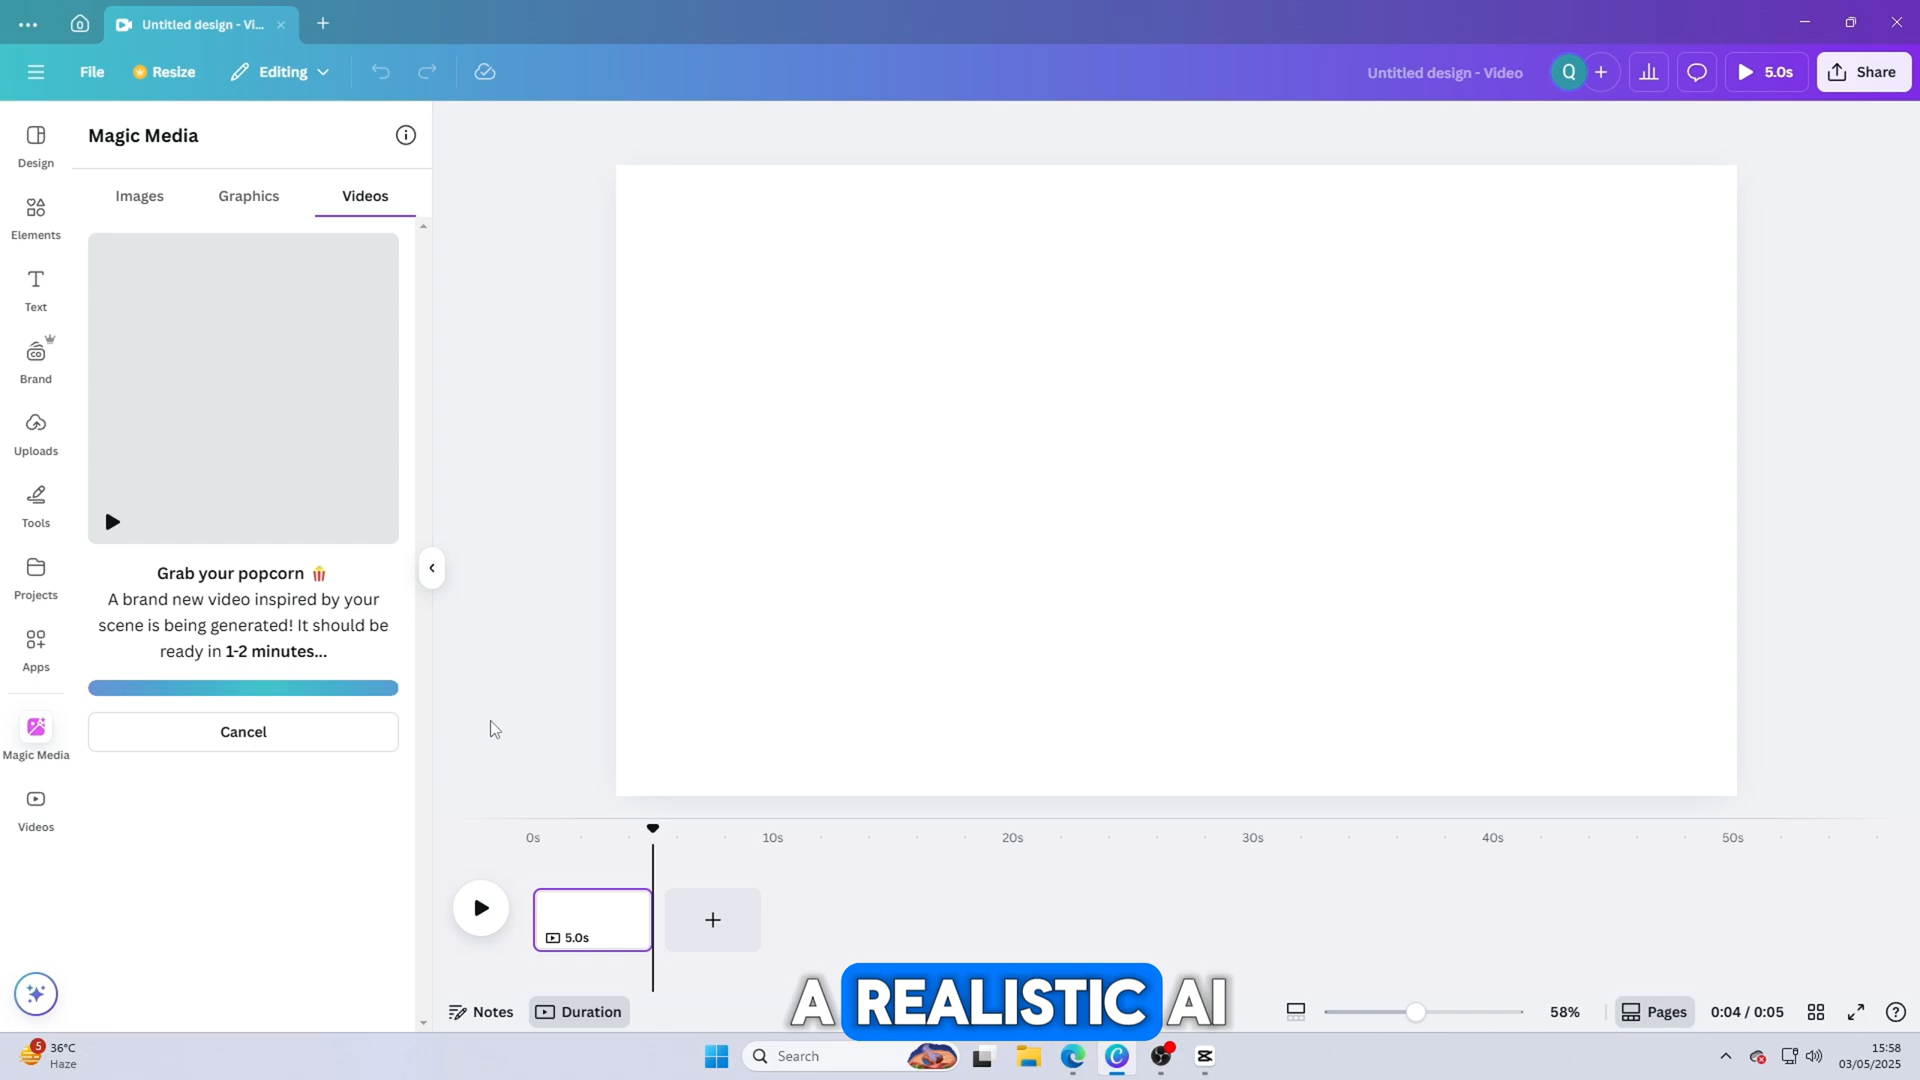 Untitled design - Vi...
File
Resize
Editing
Untitled design - Video
Q
5.0s
Share
Design
Elements
Text
Brand
CO
Uploads
Tools
Projects
Apps
Magic Media
Videos
Magic Media
Images
Graphics
Videos
Grab your popcorn 🍿
A brand new video inspired by your
scene is being generated! It should be
ready in 1-2 minutes...
Cancel
0s
10s
20s
30s
40s
50s
5.0s
Notes
Duration
A REALISTIC AI
58%
Pages
0:04 / 0:05
5
36°C
Haze
Search
15:58
03/05/2025